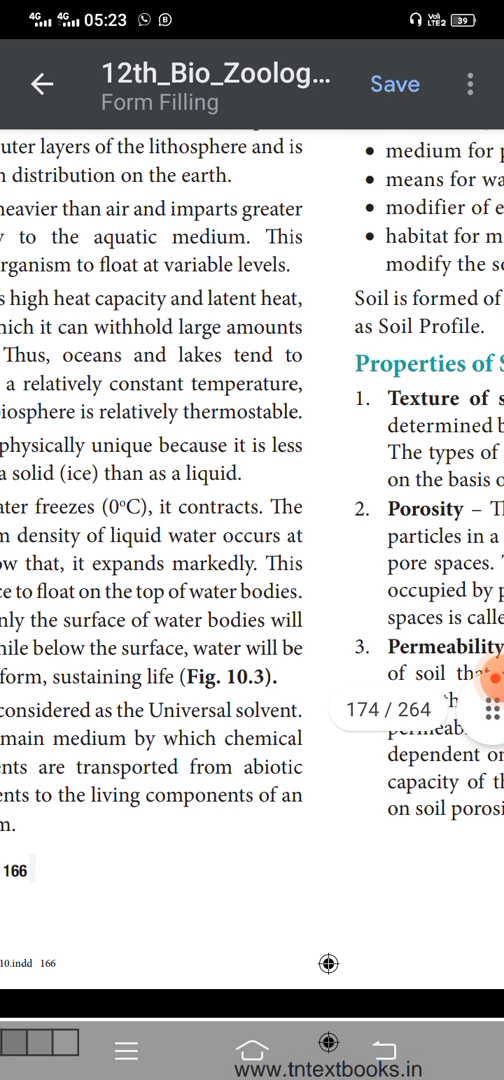 4G 4G 05:23 Vo)) LTE2 39
12th_Bio_Zoolog...
Save
Form Filling
uter layers of the lithosphere and is
n distribution on the earth.
heavier than air and imparts greater
y to the aquatic medium. This
rganism to float at variable levels.
s high heat capacity and latent heat,
hich it can withhold large amounts
Thus, oceans and lakes tend to
a relatively constant temperature,
iosphere is relatively thermostable.
physically unique because it is less
a solid (ice) than as a liquid.
ater freezes (0°C), it contracts. The
m density of liquid water occurs at
ow that, it expands markedly. This
ce to float on the top of water bodies.
nly the surface of water bodies will
hile below the surface, water will be
form, sustaining life (Fig. 10.3).
considered as the Universal solvent.
main medium by which chemical
nts are transported from abiotic
ents to the living components of an
m.
166
10.indd 166
• medium for p
• means for wa
• modifier of e
• habitat for m
modify the so
Soil is formed of
as Soil Profile.
Properties of S
1. Texture of s
determined b
The types of
on the basis o
2. Porosity – Th
particles in a
pore spaces. T
occupied by p
spaces is calle
3. Permeability
of soil that
174 / 264
permeab
dependent on
capacity of th
on soil porosi
www.tntextbooks.in